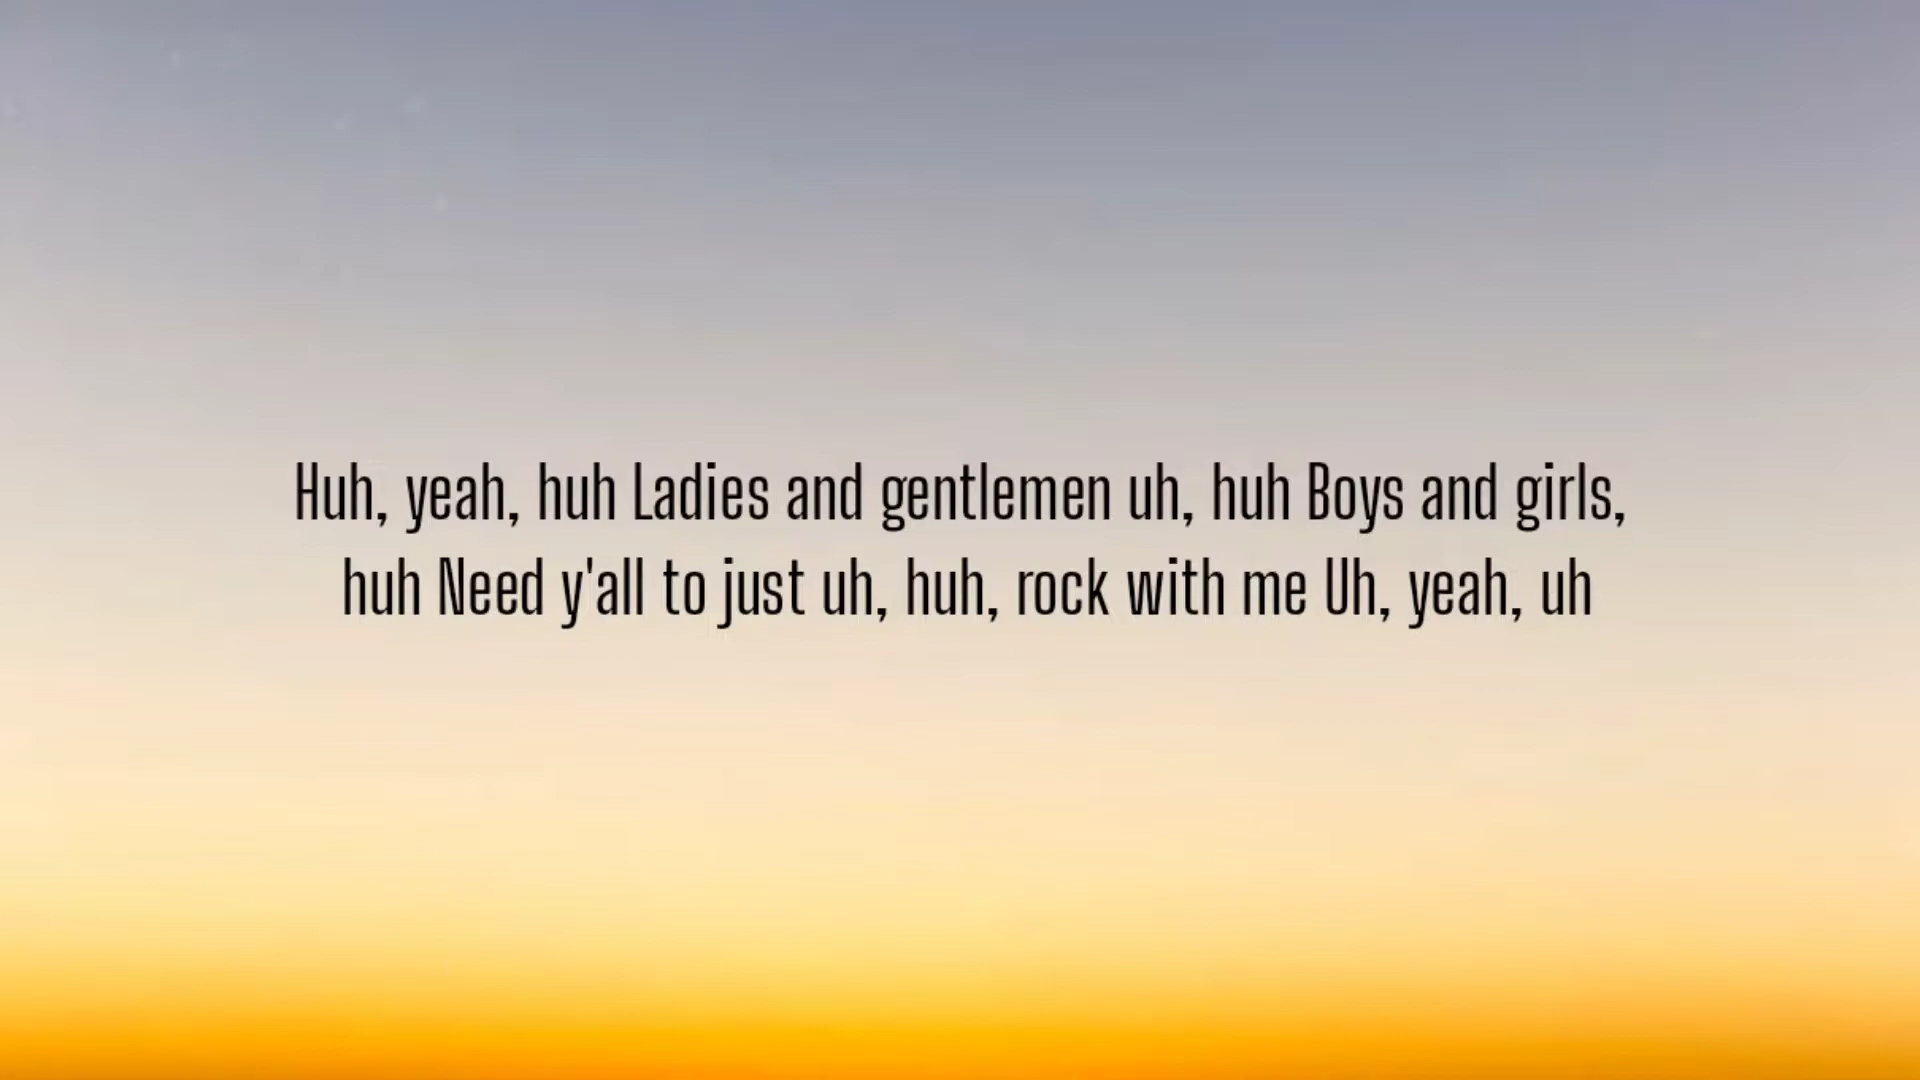 Huh, yeah, huh Ladies and gentlemen uh, huh Boys and girls,
huh Need y'all to just uh, huh, rock with me Uh, yeah, uh